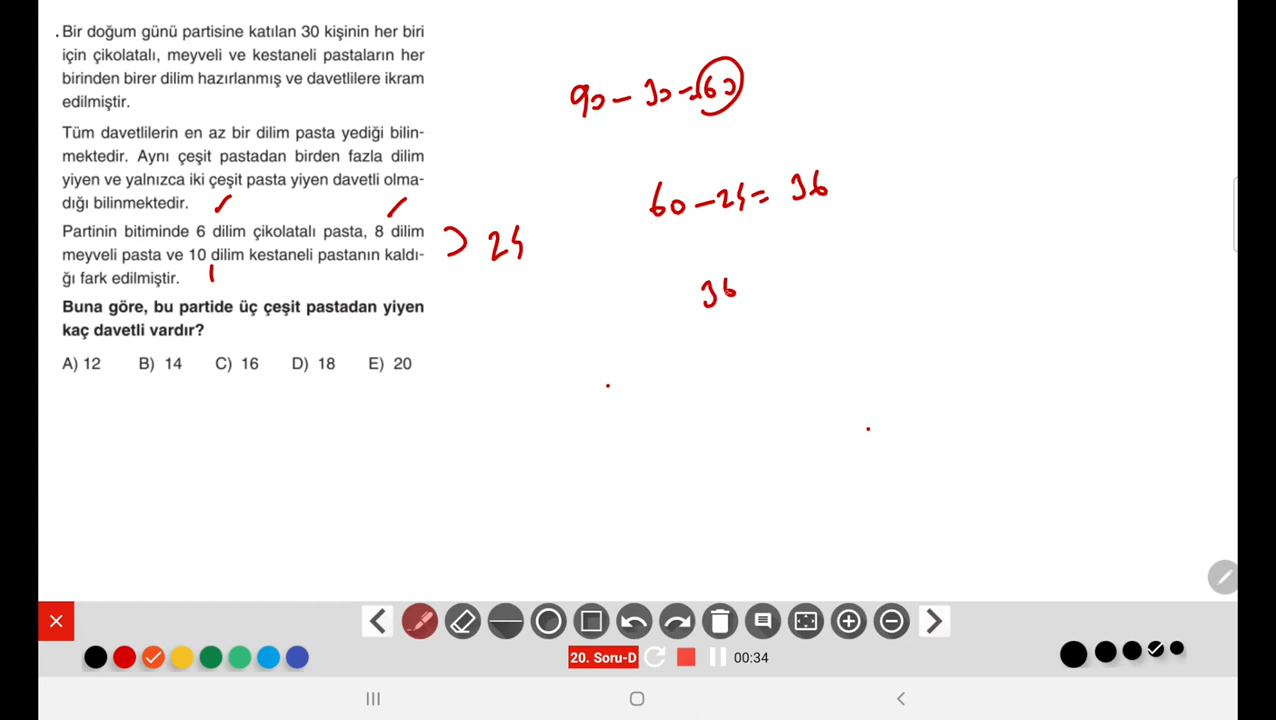 . Bir doğum günü partisine katılan 30 kişinin her biri
için çikolatalı, meyveli ve kestaneli pastaların her
birinden birer dilim hazırlanmış ve davetlilere ikram
edilmiştir.
Tüm davetlilerin en az bir dilim pasta yediği bilin-
mektedir. Aynı çeşit pastadan birden fazla dilim
yiyen ve yalnızca iki çeşit pasta yiyen davetli olma-
dığı bilinmektedir.
Partinin bitiminde 6 dilim çikolatalı pasta, 8 dilim
meyveli pasta ve 10 dilim kestaneli pastanın kaldı-
ğı fark edilmiştir.
Buna göre, bu partide üç çeşit pastadan yiyen
kaç davetli vardır?
A) 12 B) 14 C) 16 D) 18 E) 20
90 - 30 = 60
60 - 24 = 36
24
36
20. Soru-D
00:34